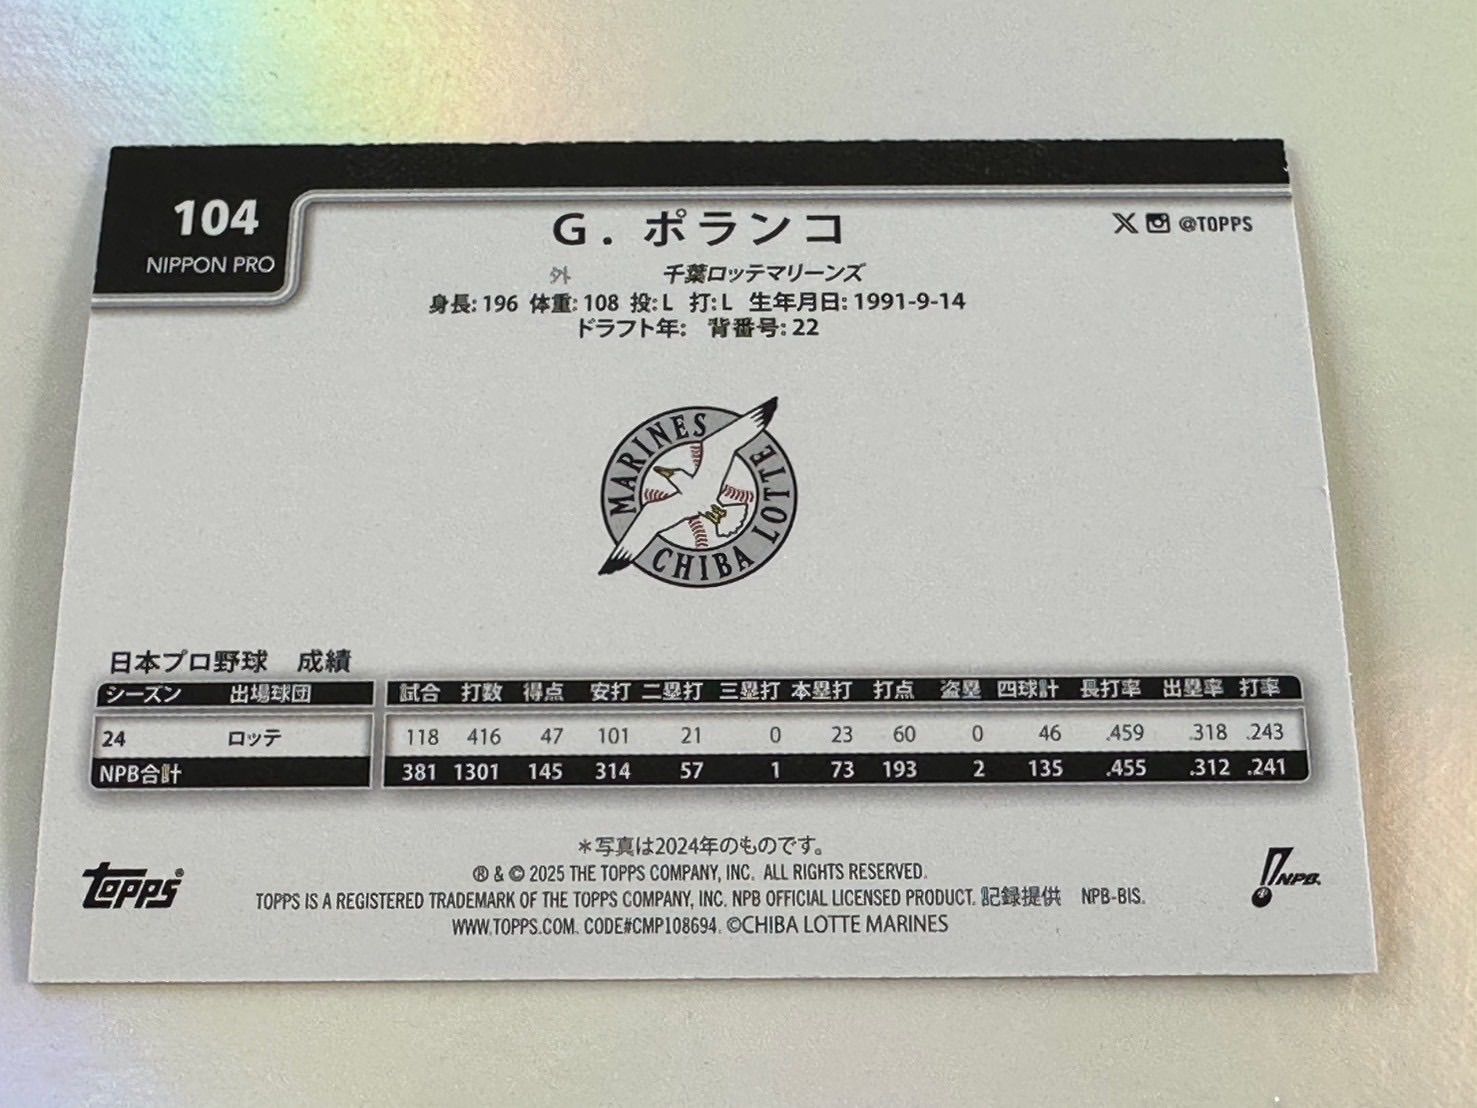 104
NIPPON PRO
G. ポランコ
@TOPPS
外 千葉ロッテマリーンズ
身長: 196 体重: 108 投: L 打: L 生年月日: 1991-9-14
ドラフト年: 背番号: 22
MARINES
CHIBA LOTTE
日本プロ野球 成績
シーズン 出場球団 試合 打数 得点 安打 二塁打 三塁打 本塁打 打点 盗塁 四球計 長打率 出塁率 打率
24 ロッテ 118 416 47 101 21 0 23 60 0 46 .459 .318 .243
NPB合計 381 1301 145 314 57 1 73 193 2 135 .455 .312 .241
＊写真は2024年のものです。
® & © 2025 THE TOPPS COMPANY, INC. ALL RIGHTS RESERVED.
TOPPS IS A REGISTERED TRADEMARK OF THE TOPPS COMPANY, INC. NPB OFFICIAL LICENSED PRODUCT. 記録提供 NPB-BIS.
WWW.TOPPS.COM. CODE#CMP108694. ©CHIBA LOTTE MARINES
topps®
NPB